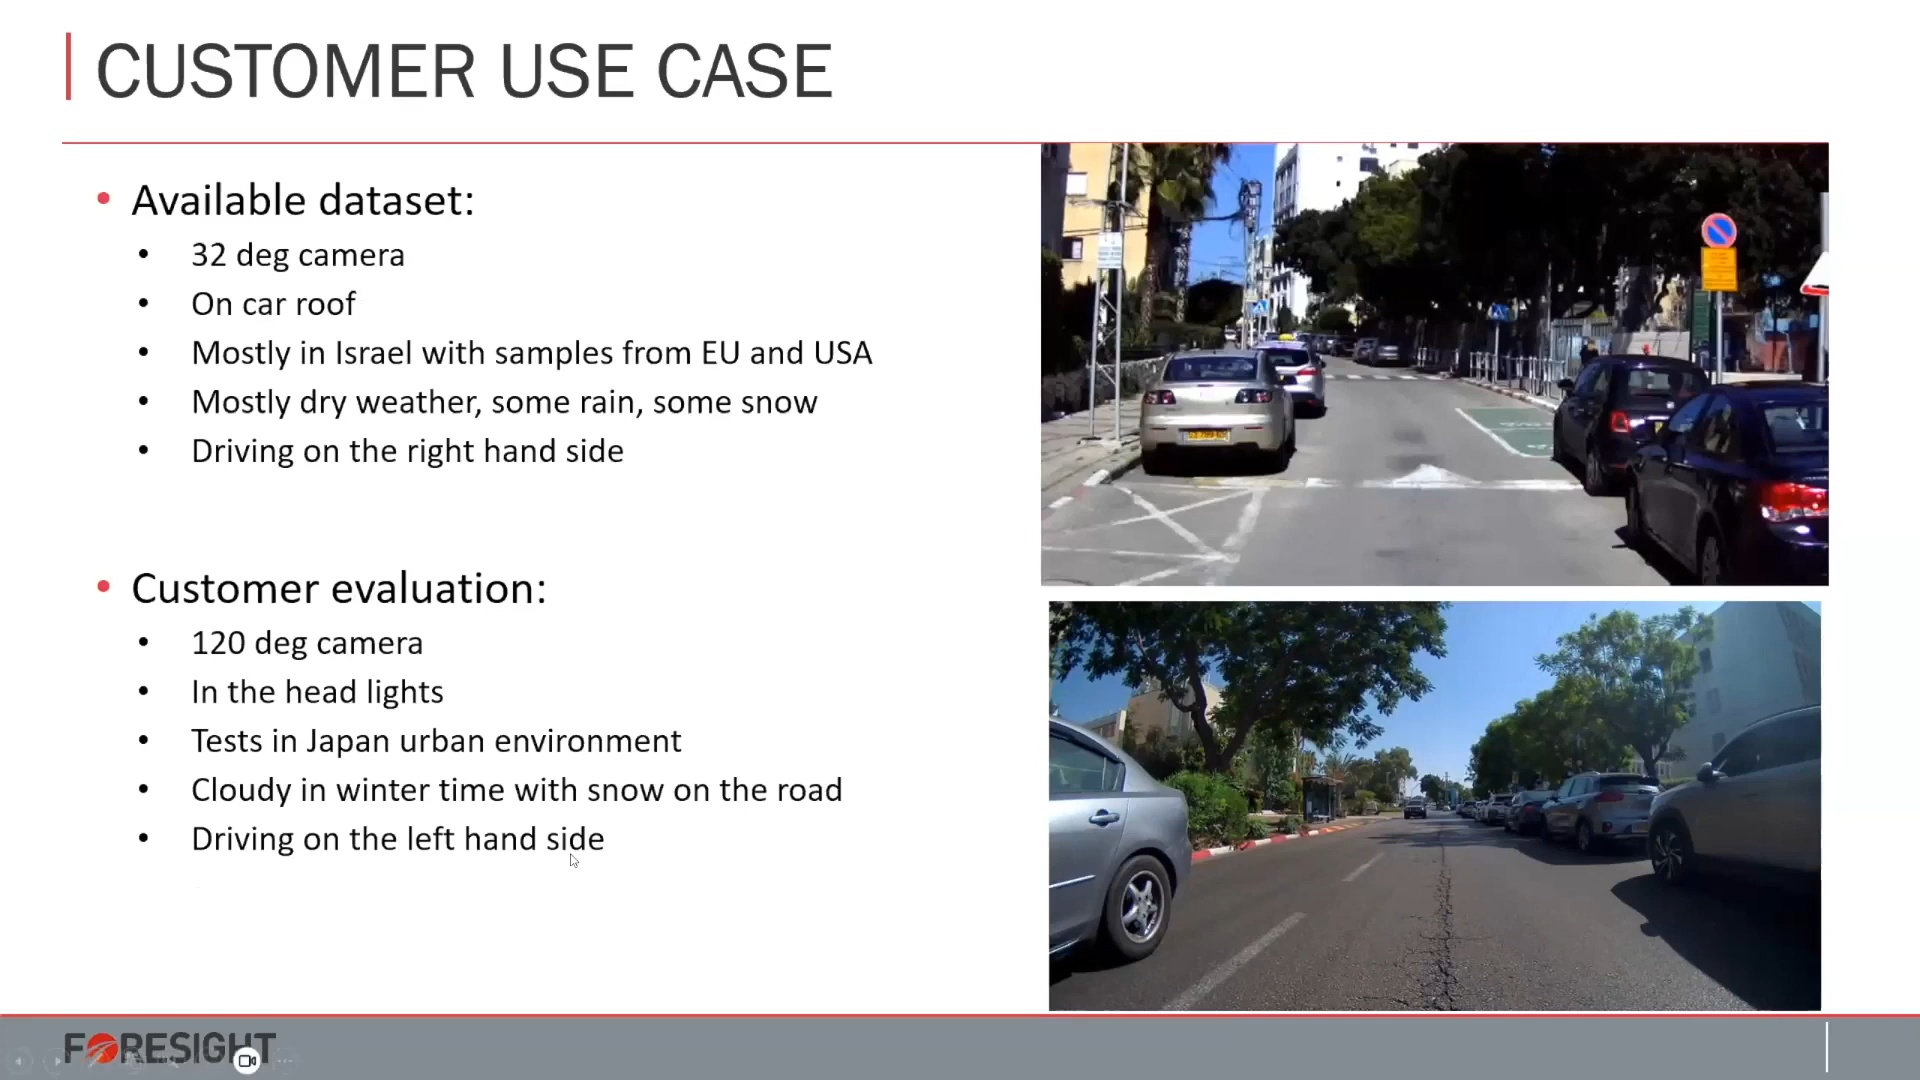 CUSTOMER USE CASE
Available dataset:
32 deg camera
On car roof
Mostly in Israel with samples from EU and USA
Mostly dry weather, some rain, some snow
Driving on the right hand side
Customer evaluation:
120 deg camera
In the head lights
Tests in Japan urban environment
Cloudy in winter time with snow on the road
Driving on the left hand side
FORESIGHT